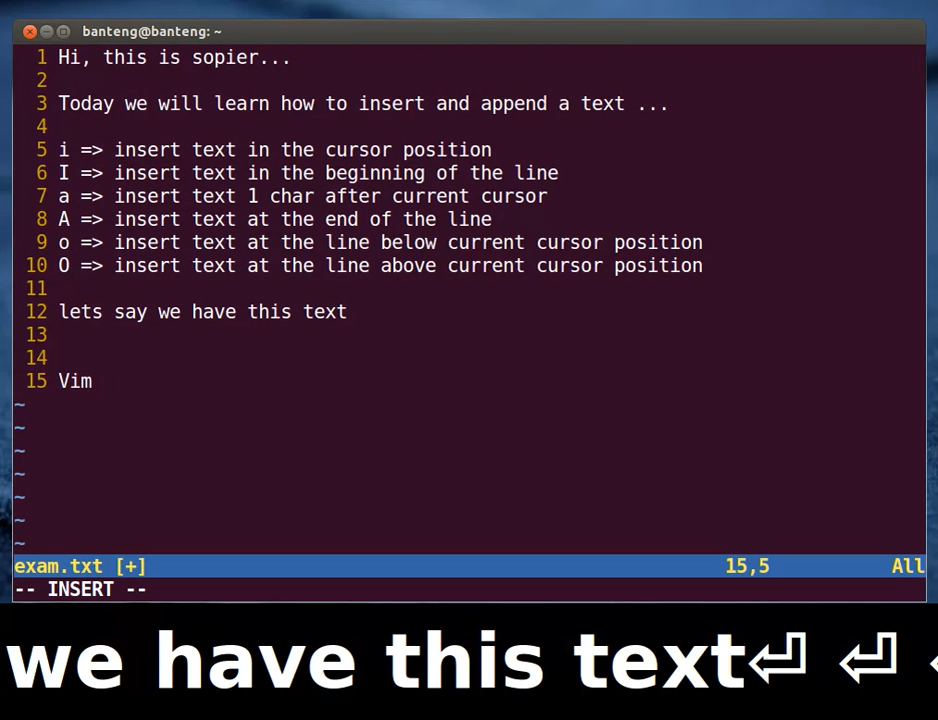 banteng@banteng: ~
1 Hi, this is sopier...
2
3 Today we will learn how to insert and append a text ...
4
5 i => insert text in the cursor position
6 I => insert text in the beginning of the line
7 a => insert text 1 char after current cursor
8 A => insert text at the end of the line
9 o => insert text at the line below current cursor position
10 O => insert text at the line above current cursor position
11
12 lets say we have this text
13
14
15 Vim
~
~
~
~
~
~
~
exam.txt [+] 15,5 All
-- INSERT --
we have this text⏎ ⏎